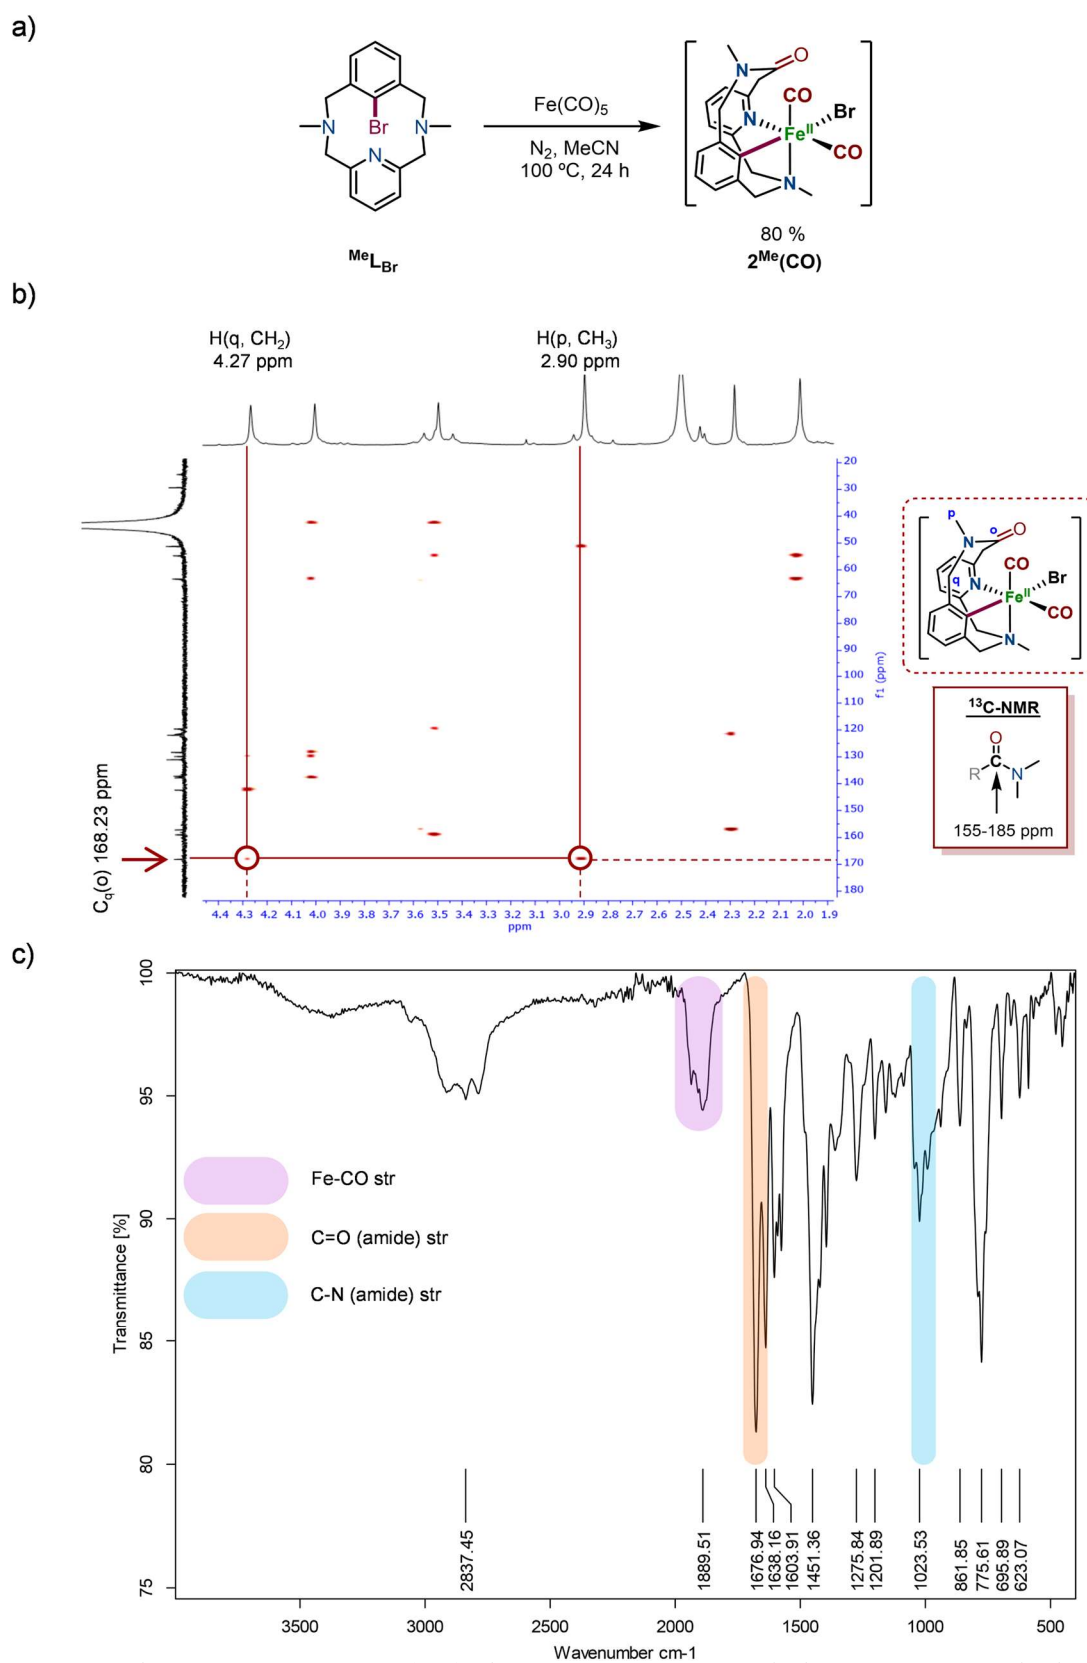 a)
N
Br
N
N
MeLBr
Fe(CO)5
N2, MeCN
100 ºC, 24 h
N
O
CO
Br
N
FeII
CO
N
80 %
2Me(CO)
b)
H(q, CH2)
4.27 ppm
H(p, CH3)
2.90 ppm
20
30
40
50
60
70
80
90
100
110
120
130
140
150
160
170
180
f1 (ppm)
Cq(o) 168.23 ppm
4.4 4.3 4.2 4.1 4.0 3.9 3.8 3.7 3.6 3.5 3.4 3.3 3.2 3.1 3.0 2.9 2.8 2.7 2.6 2.5 2.4 2.3 2.2 2.1 2.0 1.9
ppm
p
o
O
N
CO
q
N
Br
FeII
CO
N
13C-NMR
O
R
C
N
155-185 ppm
c)
100
95
90
85
80
75
Transmittance [%]
Fe-CO str
C=O (amide) str
C-N (amide) str
2837.45
1889.51
1676.94
1638.16
1603.91
1451.36
1275.84
1201.89
1023.53
861.85
775.61
695.89
623.07
3500 3000 2500 2000 1500 1000 500
Wavenumber cm-1